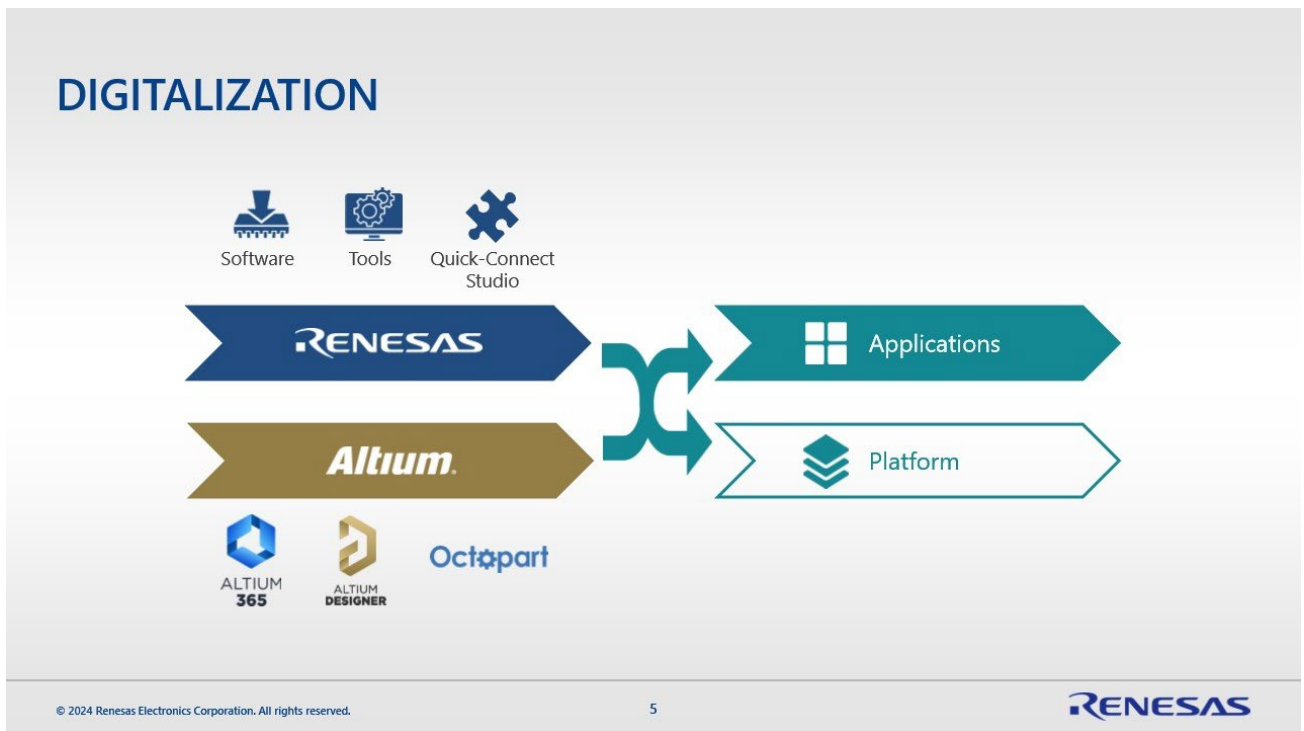 DIGITALIZATION
Software
Tools
Quick-Connect
Studio
RENESAS
Applications
Altium.
Platform
ALTIUM
365
ALTIUM
DESIGNER
Octopart
© 2024 Renesas Electronics Corporation. All rights reserved.
5
RENESAS